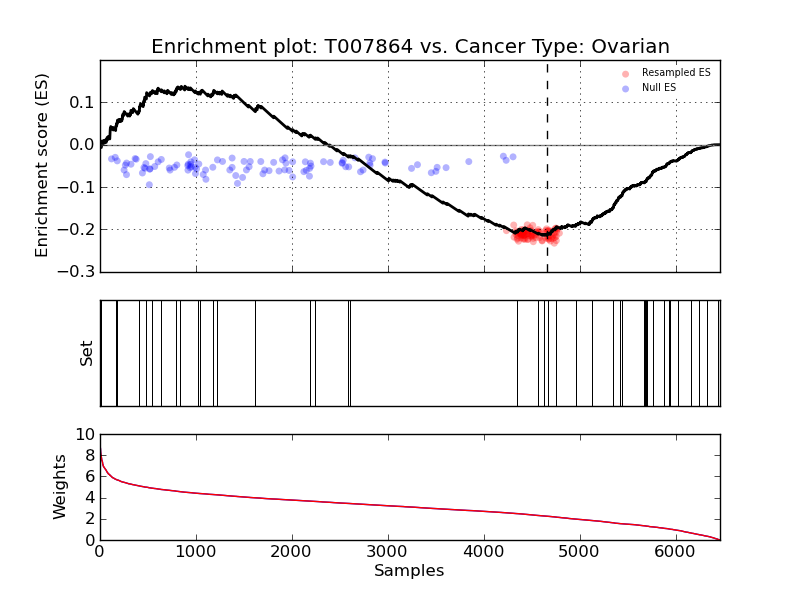 Enrichment plot: T007864 vs. Cancer Type: Ovarian
Enrichment score (ES)
0.1
0.0
−0.1
−0.2
−0.3
Resampled ES
Null ES
Set
Weights
10
8
6
4
2
0
0 1000 2000 3000 4000 5000 6000
Samples